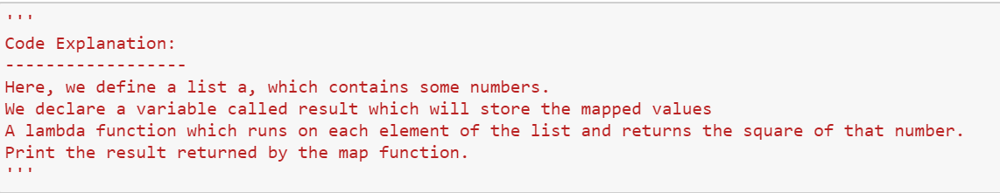 '''
Code Explanation:
------------------
Here, we define a list a, which contains some numbers.
We declare a variable called result which will store the mapped values
A lambda function which runs on each element of the list and returns the square of that number.
Print the result returned by the map function.
'''